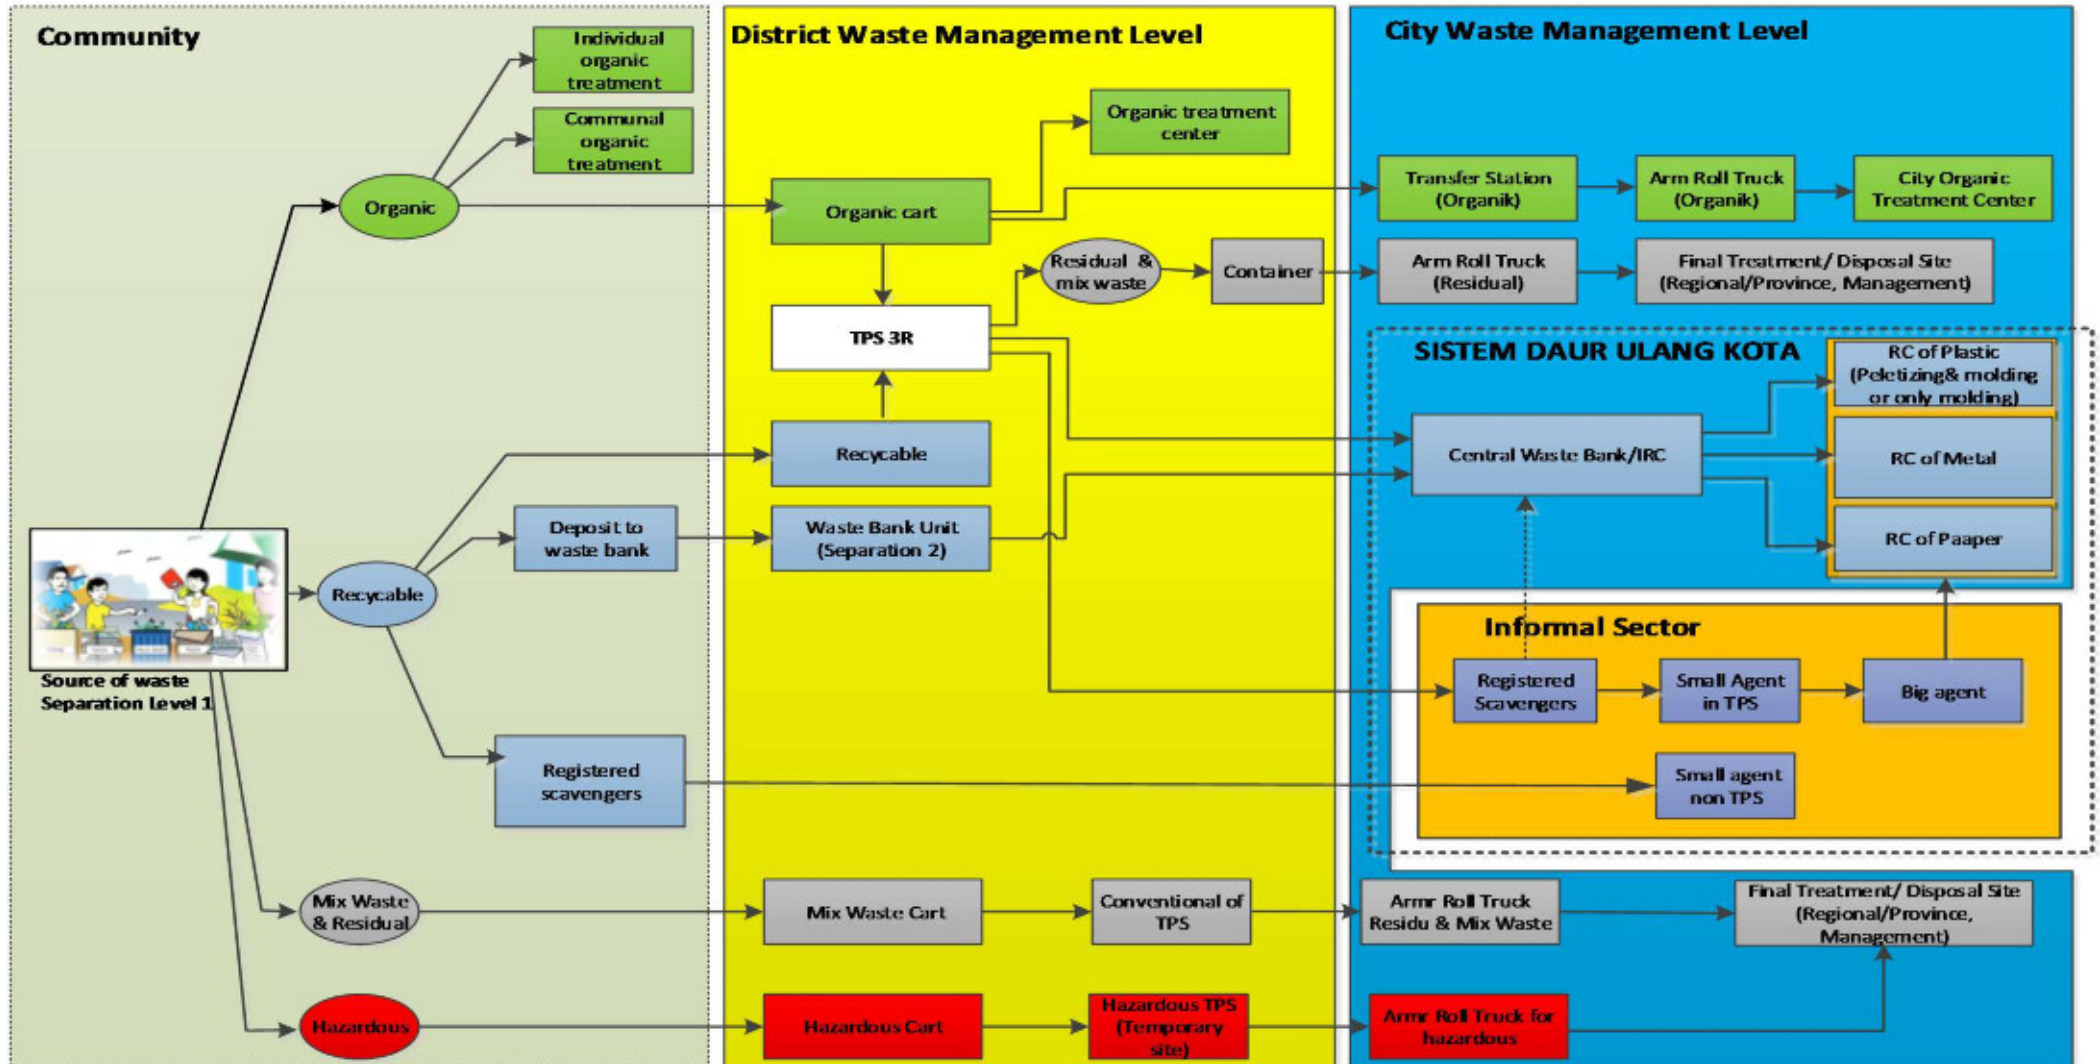 Community
Individual
organic
treatment
Communal
organic
treatment
Organic
Source of waste
Separation Level 1
Recycable
Deposit to
waste bank
Registered
scavengers
Mix Waste
& Residual
Hazardous
District Waste Management Level
Organic treatment
center
Organic cart
Residual &
mix waste
Container
TPS 3R
Recycable
Waste Bank Unit
(Separation 2)
Mix Waste Cart
Conventional of
TPS
Hazardous Cart
Hazardous TPS
(Temporary
site)
City Waste Management Level
Transfer Station
(Organik)
Arm Roll Truck
(Organik)
City Organic
Treatment Center
Arm Roll Truck
(Residual)
Final Treatment/ Disposal Site
(Regional/Province, Management)
SISTEM DAUR ULANG KOTA
RC of Plastic
(Peletizing& molding
or only molding)
Central Waste Bank/IRC
RC of Metal
RC of Paaper
Informal Sector
Registered
Scavengers
Small Agent
in TPS
Big agent
Small agent
non TPS
Armr Roll Truck
Residu & Mix Waste
Final Treatment/ Disposal Site
(Regional/Province,
Management)
Armr Roll Truck for
hazardous